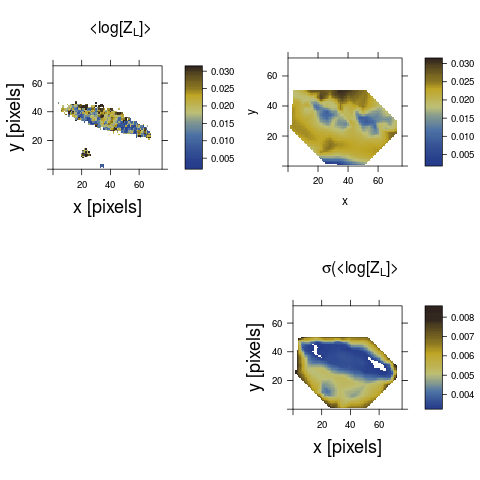 <log[Z_L]>
60
40
20
20 40 60
x [pixels]
y [pixels]
0.030
0.025
0.020
0.015
0.010
0.005
60
40
20
20 40 60
x
y
0.030
0.025
0.020
0.015
0.010
0.005
σ(<log[Z_L]>
60
40
20
20 40 60
x [pixels]
y [pixels]
0.008
0.007
0.006
0.005
0.004